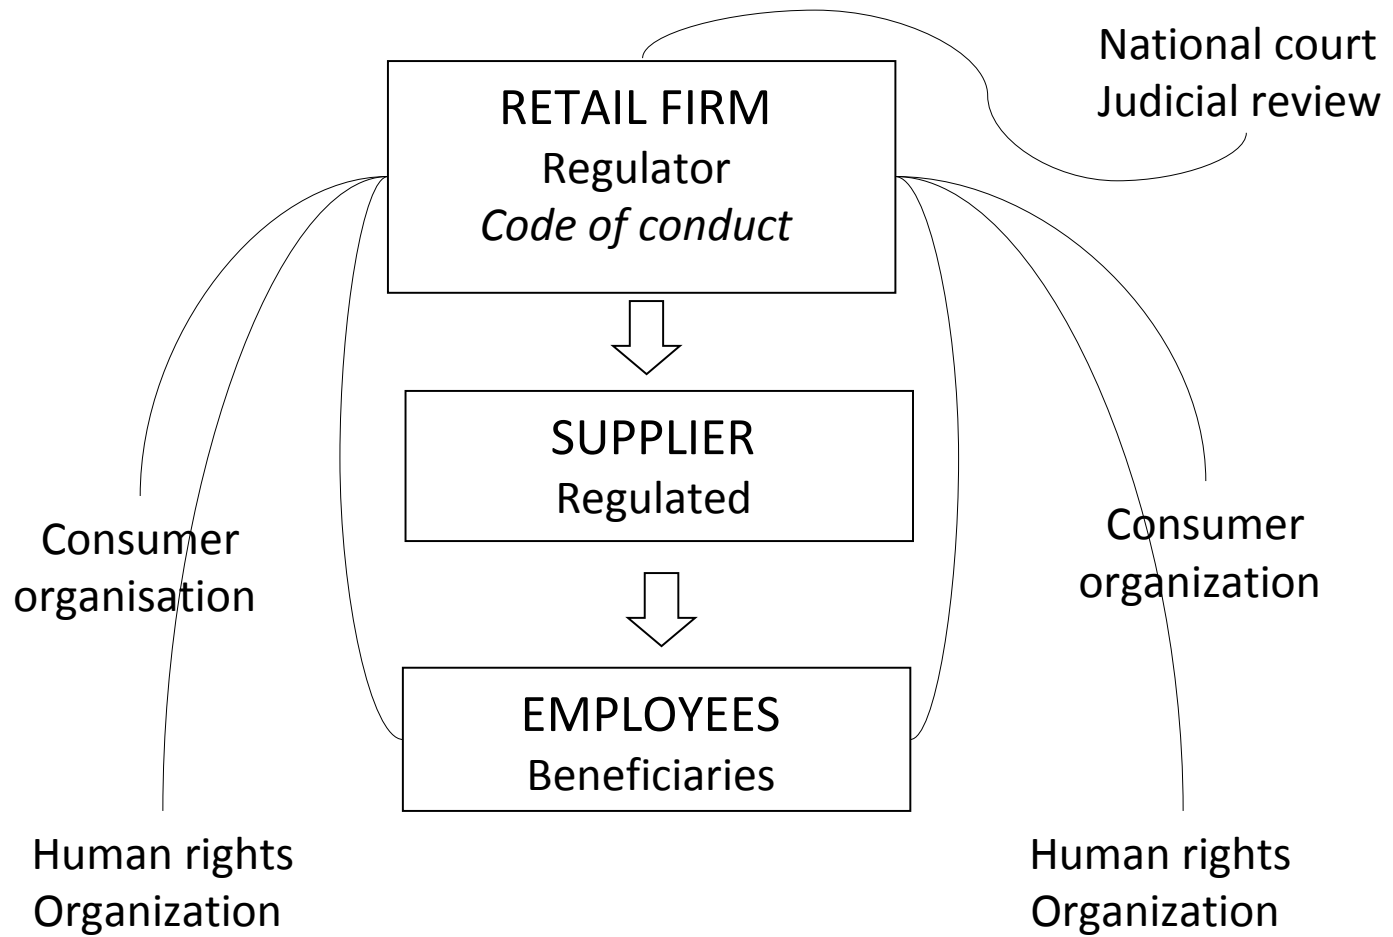 National court
Judicial review
RETAIL FIRM
Regulator
Code of conduct
SUPPLIER
Regulated
Consumer
organisation
Consumer
organization
EMPLOYEES
Beneficiaries
Human rights
Organization
Human rights
Organization